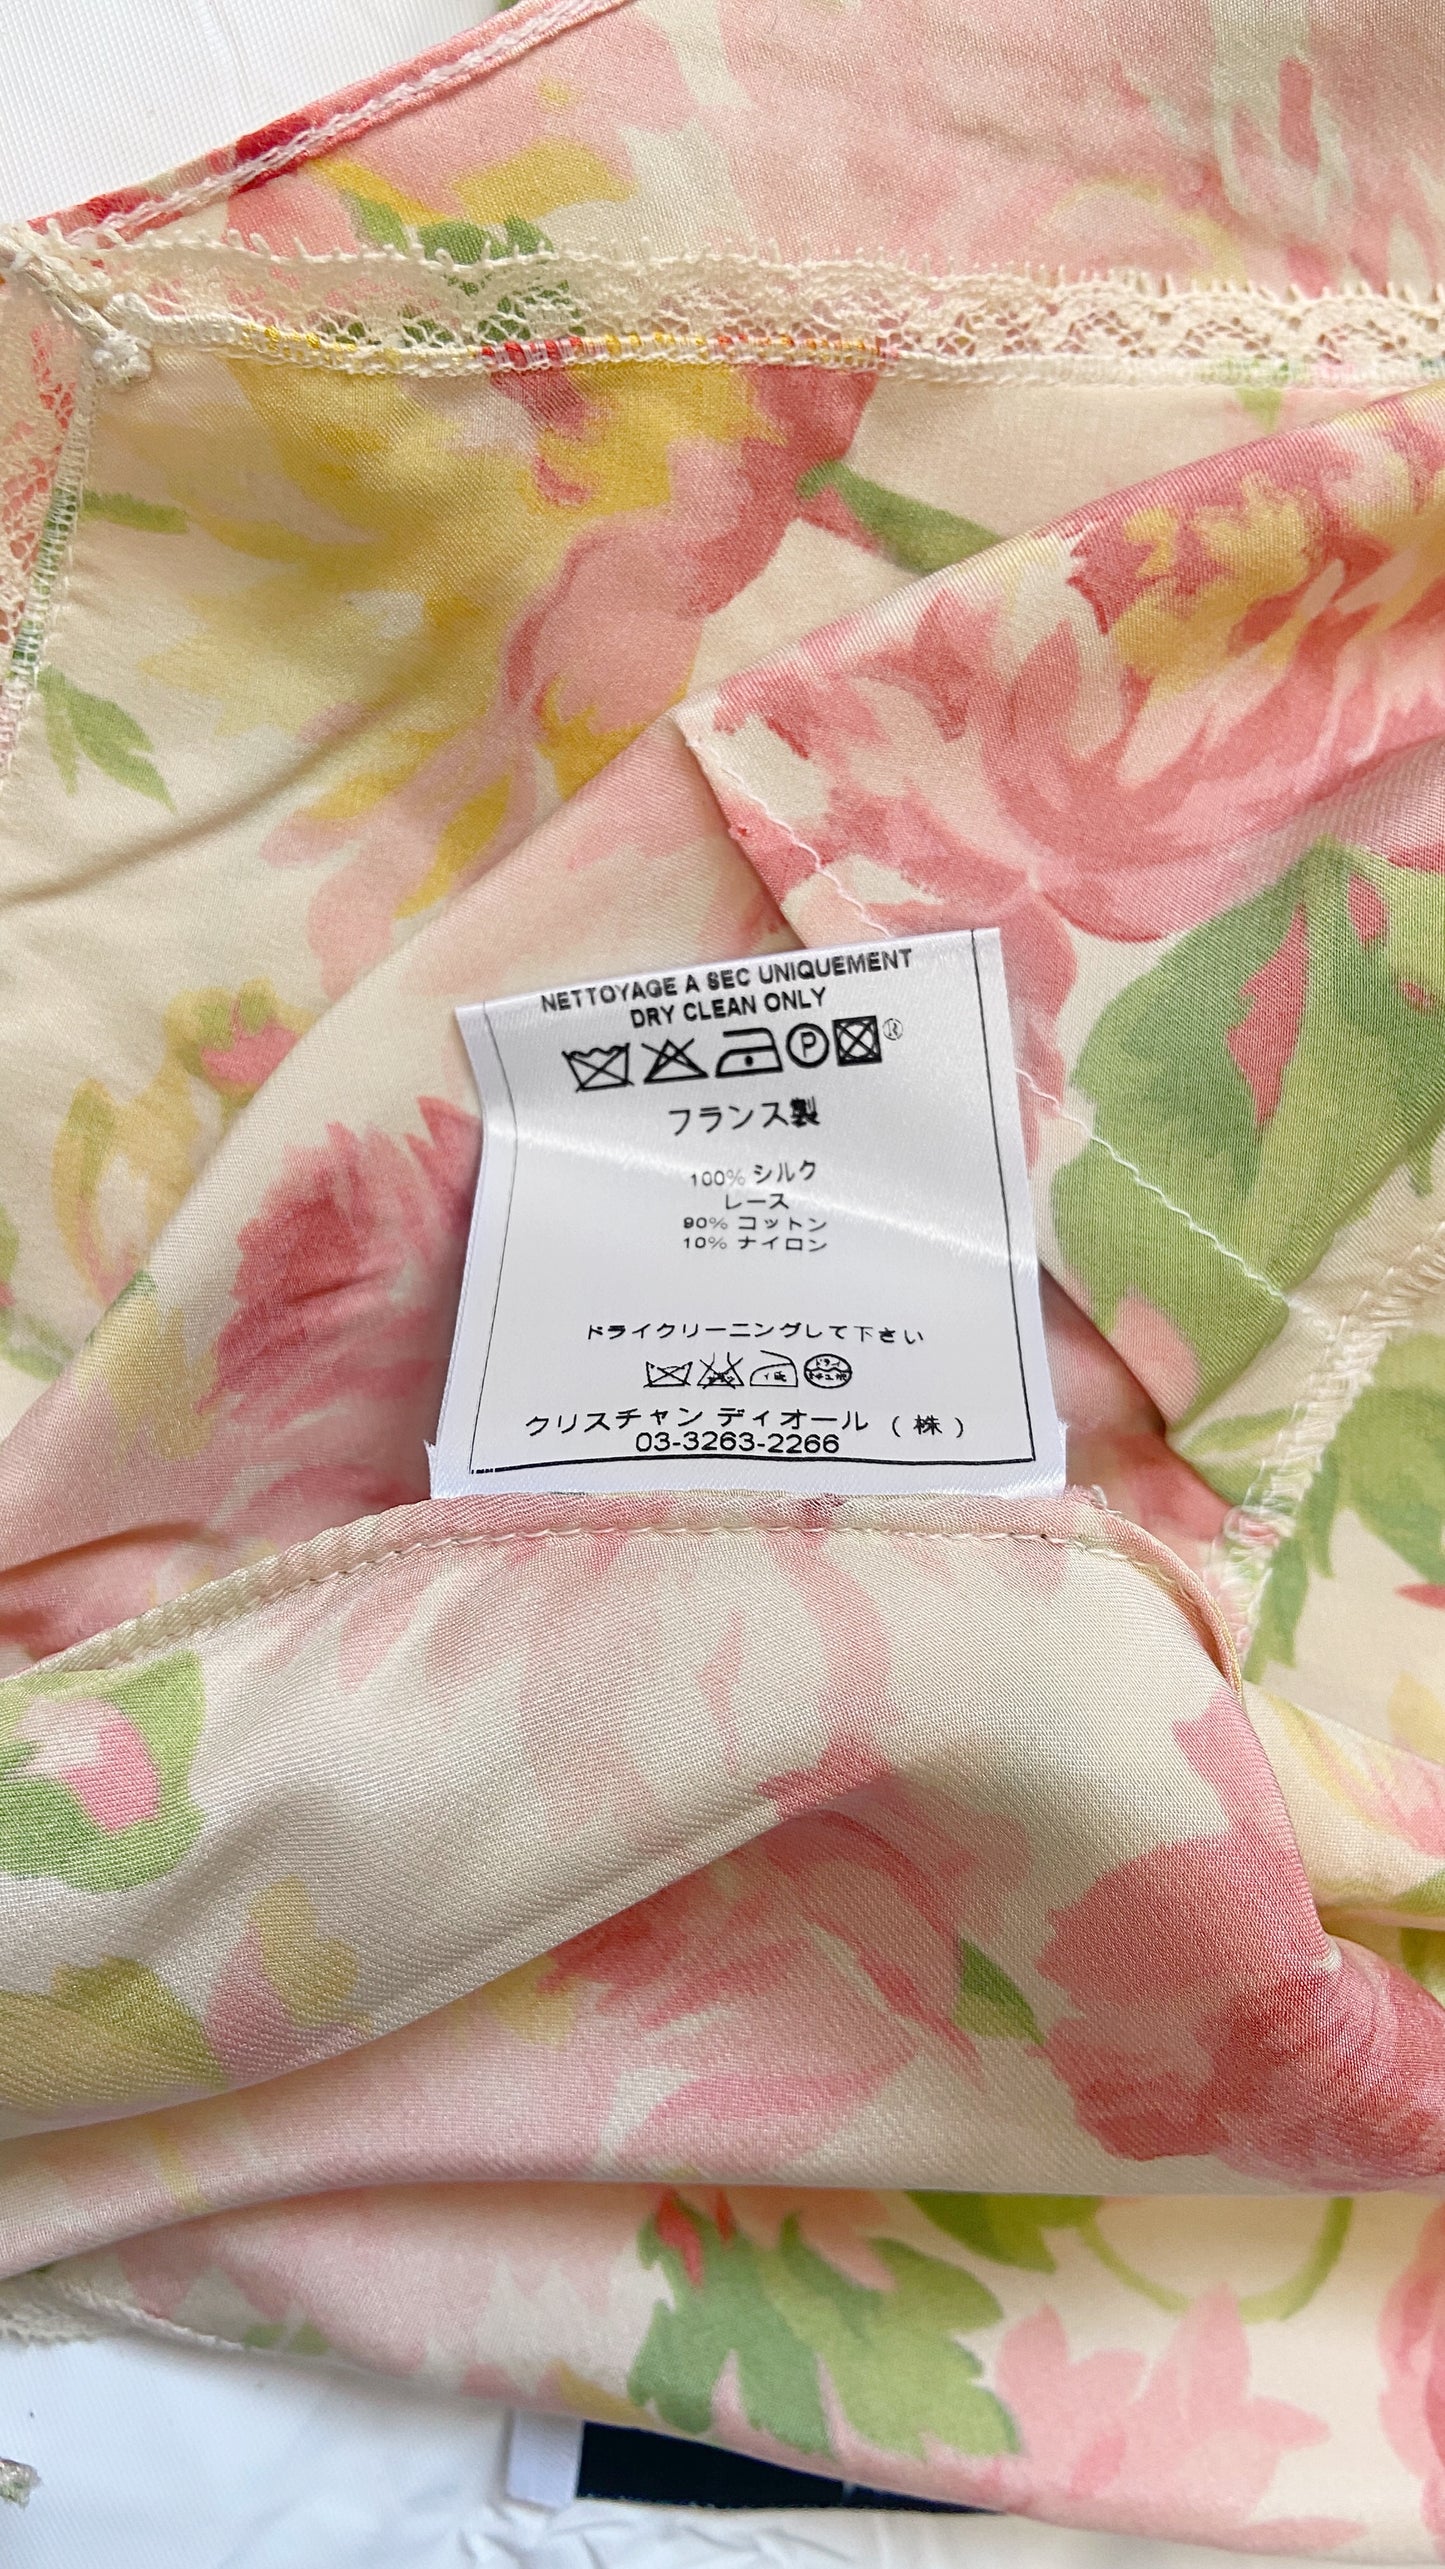 NETTOYAGE A SEC UNIQUEMENT
DRY CLEAN ONLY
P ®
フランス製
100% シルク
レース
90% コットン
10% ナイロン
ドライクリーニングして下さい
クリスチャン ディオール (株)
03-3263-2266